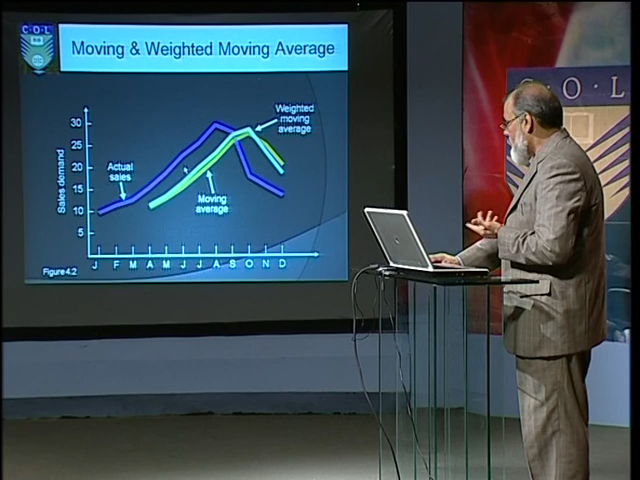 C·O·L
Moving & Weighted Moving Average
30
25
20
15
10
5
Sales demand
Actual
sales
Weighted
moving
average
Moving
average
J F M A M J J A S O N D
Figure 4.2
C·O·L